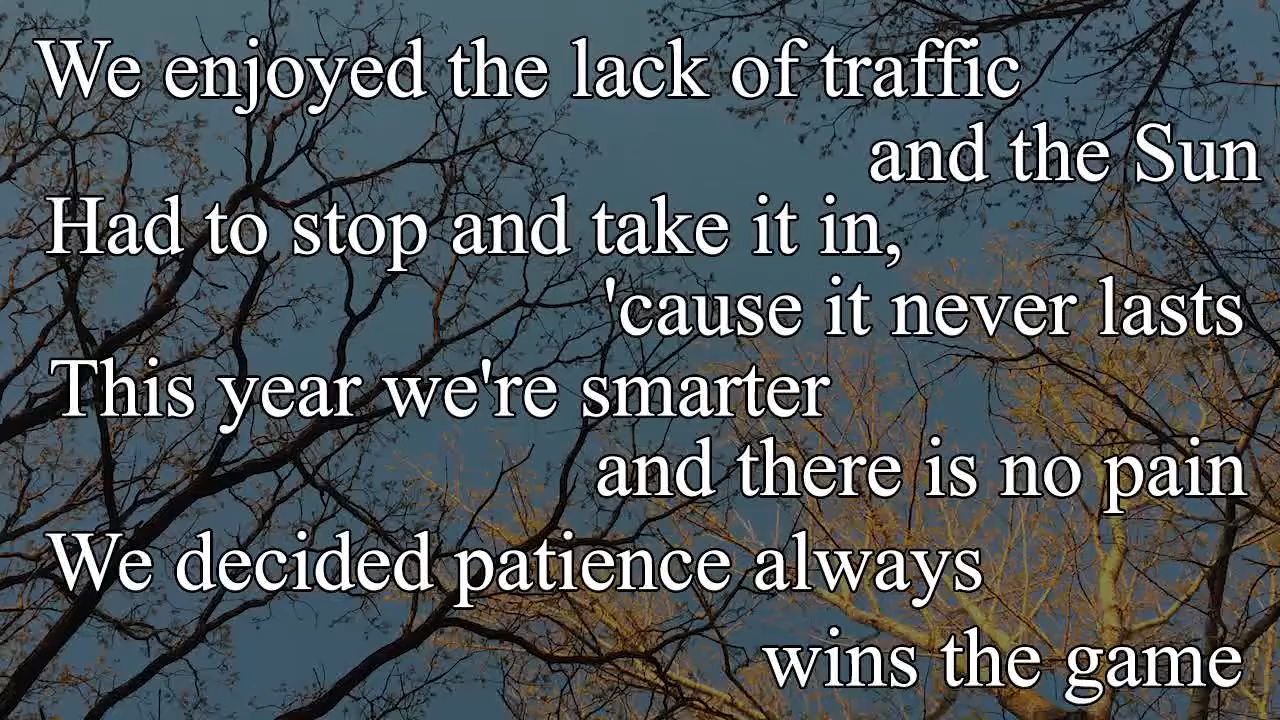 We enjoyed the lack of traffic
and the Sun
Had to stop and take it in,
'cause it never lasts
This year we're smarter
and there is no pain
We decided patience always
wins the game